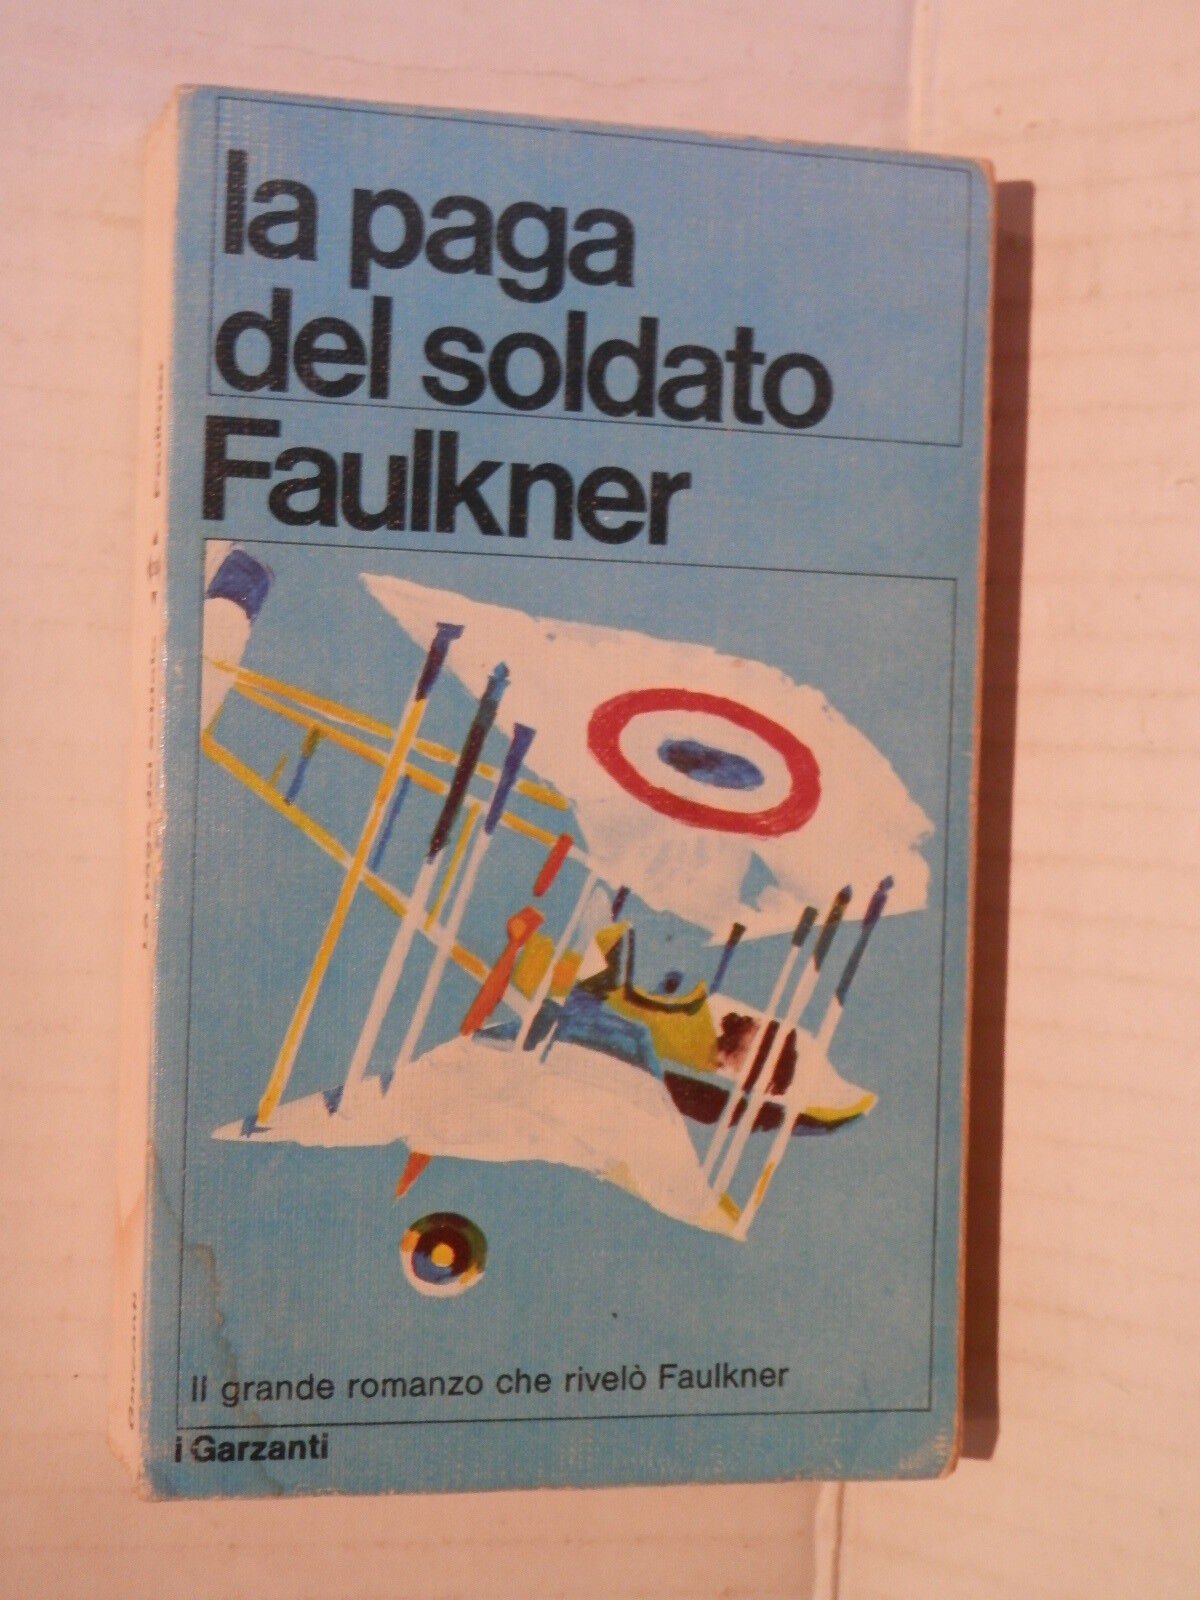 la paga
del soldato
Faulkner
Il grande romanzo che rivelò Faulkner
i Garzanti